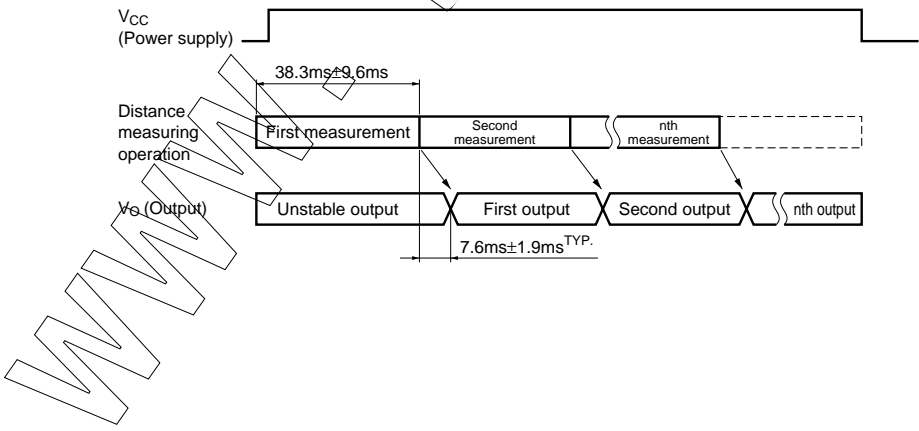 VCC
(Power supply)
38.3ms±9.6ms
Distance
measuring
operation
First measurement
Second
measurement
nth
measurement
VO (Output)
Unstable output
First output
Second output
nth output
7.6ms±1.9msTYP.
www.